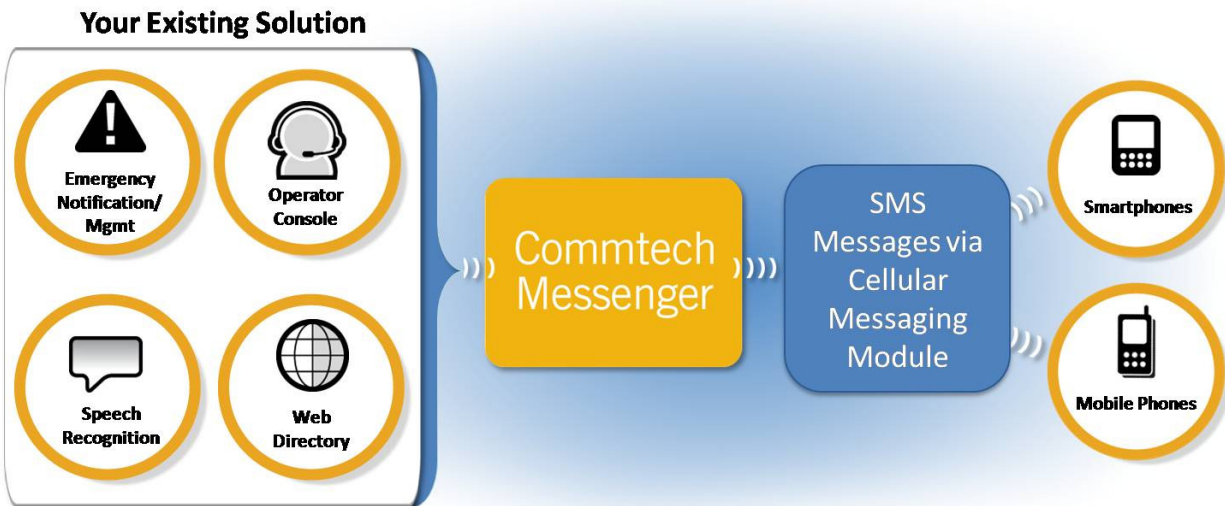 Your Existing Solution
Emergency
Notification/
Mgmt
Operator
Console
Speech
Recognition
Web
Directory
Commtech
Messenger
SMS
Messages via
Cellular
Messaging
Module
Smartphones
Mobile Phones